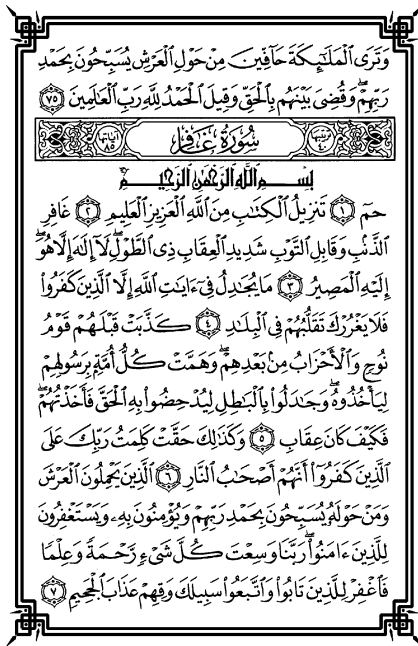 وَتَرَى ٱلْمَلَٰٓئِكَةَ حَآفِّينَ مِنْ حَوْلِ ٱلْعَرْشِ يُسَبِّحُونَ بِحَمْدِ
رَبِّهِمْ ۖ وَقُضِىَ بَيْنَهُم بِٱلْحَقِّ وَقِيلَ ٱلْحَمْدُ لِلَّهِ رَبِّ ٱلْعَٰلَمِينَ ٧٥
ترتيبها ٤٠ سُورَةُ غَافِرٍ آياتها ٨٥
بِسْمِ ٱللَّهِ ٱلرَّحْمَٰنِ ٱلرَّحِيمِ
حمٓ ١ تَنزِيلُ ٱلْكِتَٰبِ مِنَ ٱللَّهِ ٱلْعَزِيزِ ٱلْعَلِيمِ ٢ غَافِرِ
ٱلذَّنۢبِ وَقَابِلِ ٱلتَّوْبِ شَدِيدِ ٱلْعِقَابِ ذِى ٱلطَّوْلِ ۖ لَآ إِلَٰهَ إِلَّا هُوَ ۖ
إِلَيْهِ ٱلْمَصِيرُ ٣ مَا يُجَٰدِلُ فِىٓ ءَايَٰتِ ٱللَّهِ إِلَّا ٱلَّذِينَ كَفَرُوا۟
فَلَا يَغْرُرْكَ تَقَلُّبُهُمْ فِى ٱلْبِلَٰدِ ٤ كَذَّبَتْ قَبْلَهُمْ قَوْمُ
نُوحٍ وَٱلْأَحْزَابُ مِنۢ بَعْدِهِمْ ۖ وَهَمَّتْ كُلُّ أُمَّةٍۭ بِرَسُولِهِمْ
لِيَأْخُذُوهُ ۖ وَجَٰدَلُوا۟ بِٱلْبَٰطِلِ لِيُدْحِضُوا۟ بِهِ ٱلْحَقَّ فَأَخَذْتُهُمْ ۖ
فَكَيْفَ كَانَ عِقَابِ ٥ وَكَذَٰلِكَ حَقَّتْ كَلِمَتُ رَبِّكَ عَلَى
ٱلَّذِينَ كَفَرُوٓا۟ أَنَّهُمْ أَصْحَٰبُ ٱلنَّارِ ٦ ٱلَّذِينَ يَحْمِلُونَ ٱلْعَرْشَ
وَمَنْ حَوْلَهُۥ يُسَبِّحُونَ بِحَمْدِ رَبِّهِمْ وَيُؤْمِنُونَ بِهِۦ وَيَسْتَغْفِرُونَ
لِلَّذِينَ ءَامَنُوا۟ رَبَّنَا وَسِعْتَ كُلَّ شَىْءٍ رَّحْمَةً وَعِلْمًا
فَٱغْفِرْ لِلَّذِينَ تَابُوا۟ وَٱتَّبَعُوا۟ سَبِيلَكَ وَقِهِمْ عَذَابَ ٱلْجَحِيمِ ٧